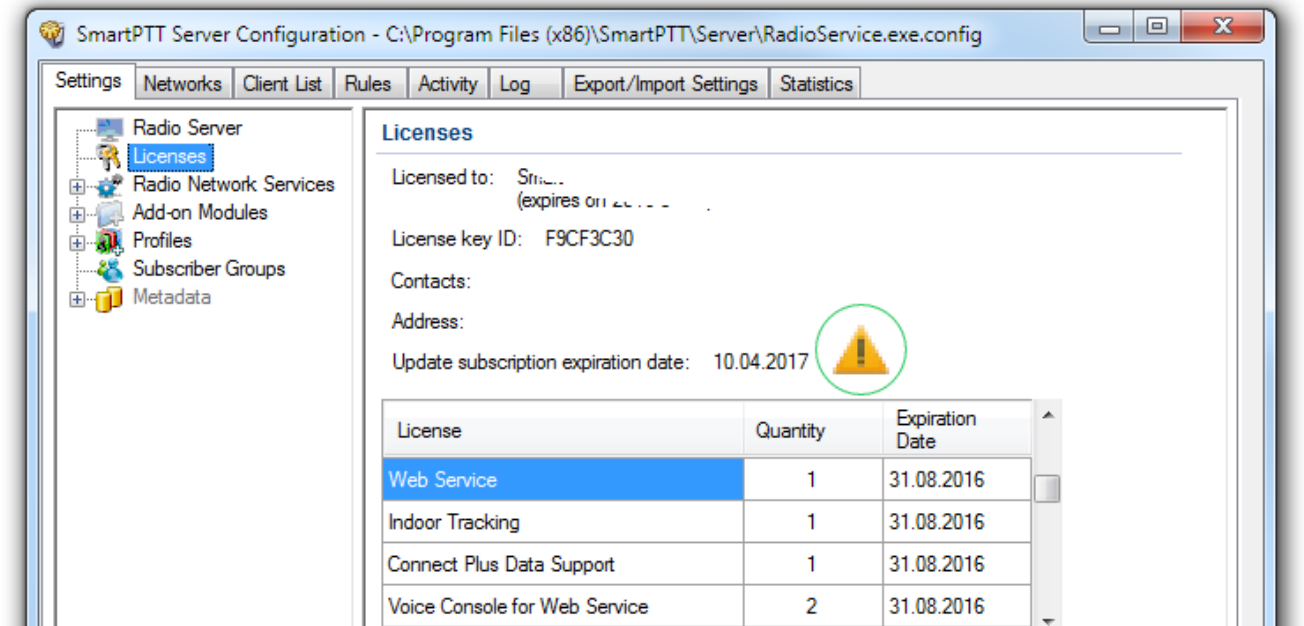 SmartPTT Server Configuration - C:\Program Files (x86)\SmartPTT\Server\RadioService.exe.config
Settings Networks Client List Rules Activity Log Export/Import Settings Statistics
Radio Server
Licenses
Radio Network Services
Add-on Modules
Profiles
Subscriber Groups
Metadata
Licenses
Licensed to:
(expires on
License key ID: F9CF3C30
Contacts:
Address:
Update subscription expiration date: 10.04.2017
License Quantity Expiration Date
Web Service 1 31.08.2016
Indoor Tracking 1 31.08.2016
Connect Plus Data Support 1 31.08.2016
Voice Console for Web Service 2 31.08.2016